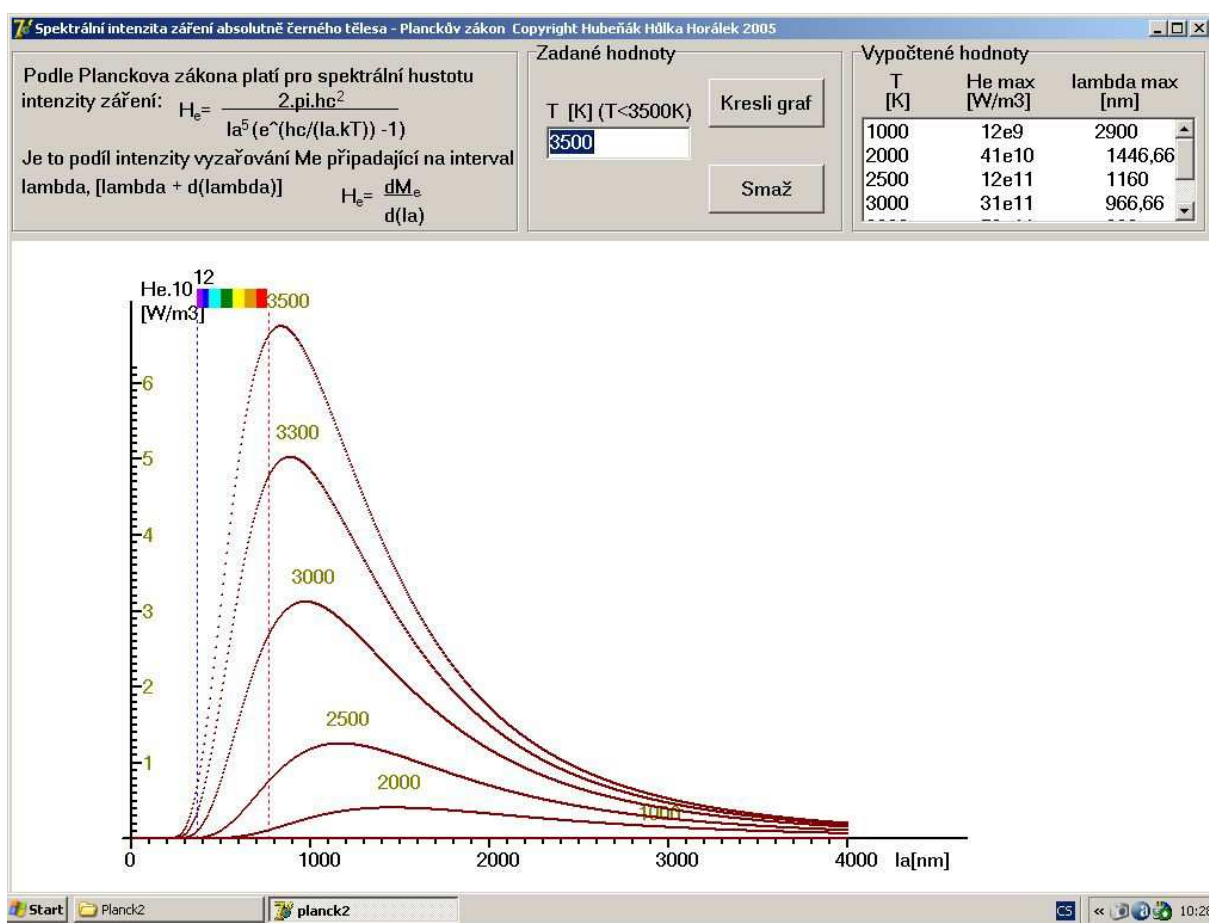 Spektrální intenzita záření absolutně černého tělesa - Planckův zákon Copyright Hubeňák Hůlka Horálek 2005
Podle Planckova zákona platí pro spektrální hustotu
intenzity záření: He= 2.pi.hc2
la5(e^(hc/(la.kT)) -1)
Je to podíl intenzity vyzařování Me připadající na interval
lambda, [lambda + d(lambda)] He= dMe
d(la)
Zadané hodnoty
T [K] (T<3500K)
3500
Kresli graf
Smaž
Vypočtené hodnoty
T He max lambda max
[K] [W/m3] [nm]
1000 12e9 2900
2000 41e10 1446,66
2500 12e11 1160
3000 31e11 966,66
He.10 12
[W/m3]
3500
6
3300
5
4
3000
3
2
2500
1
2000
1000
0 1000 2000 3000 4000 la[nm]
Start Planck2 planck2 CS « 10:28